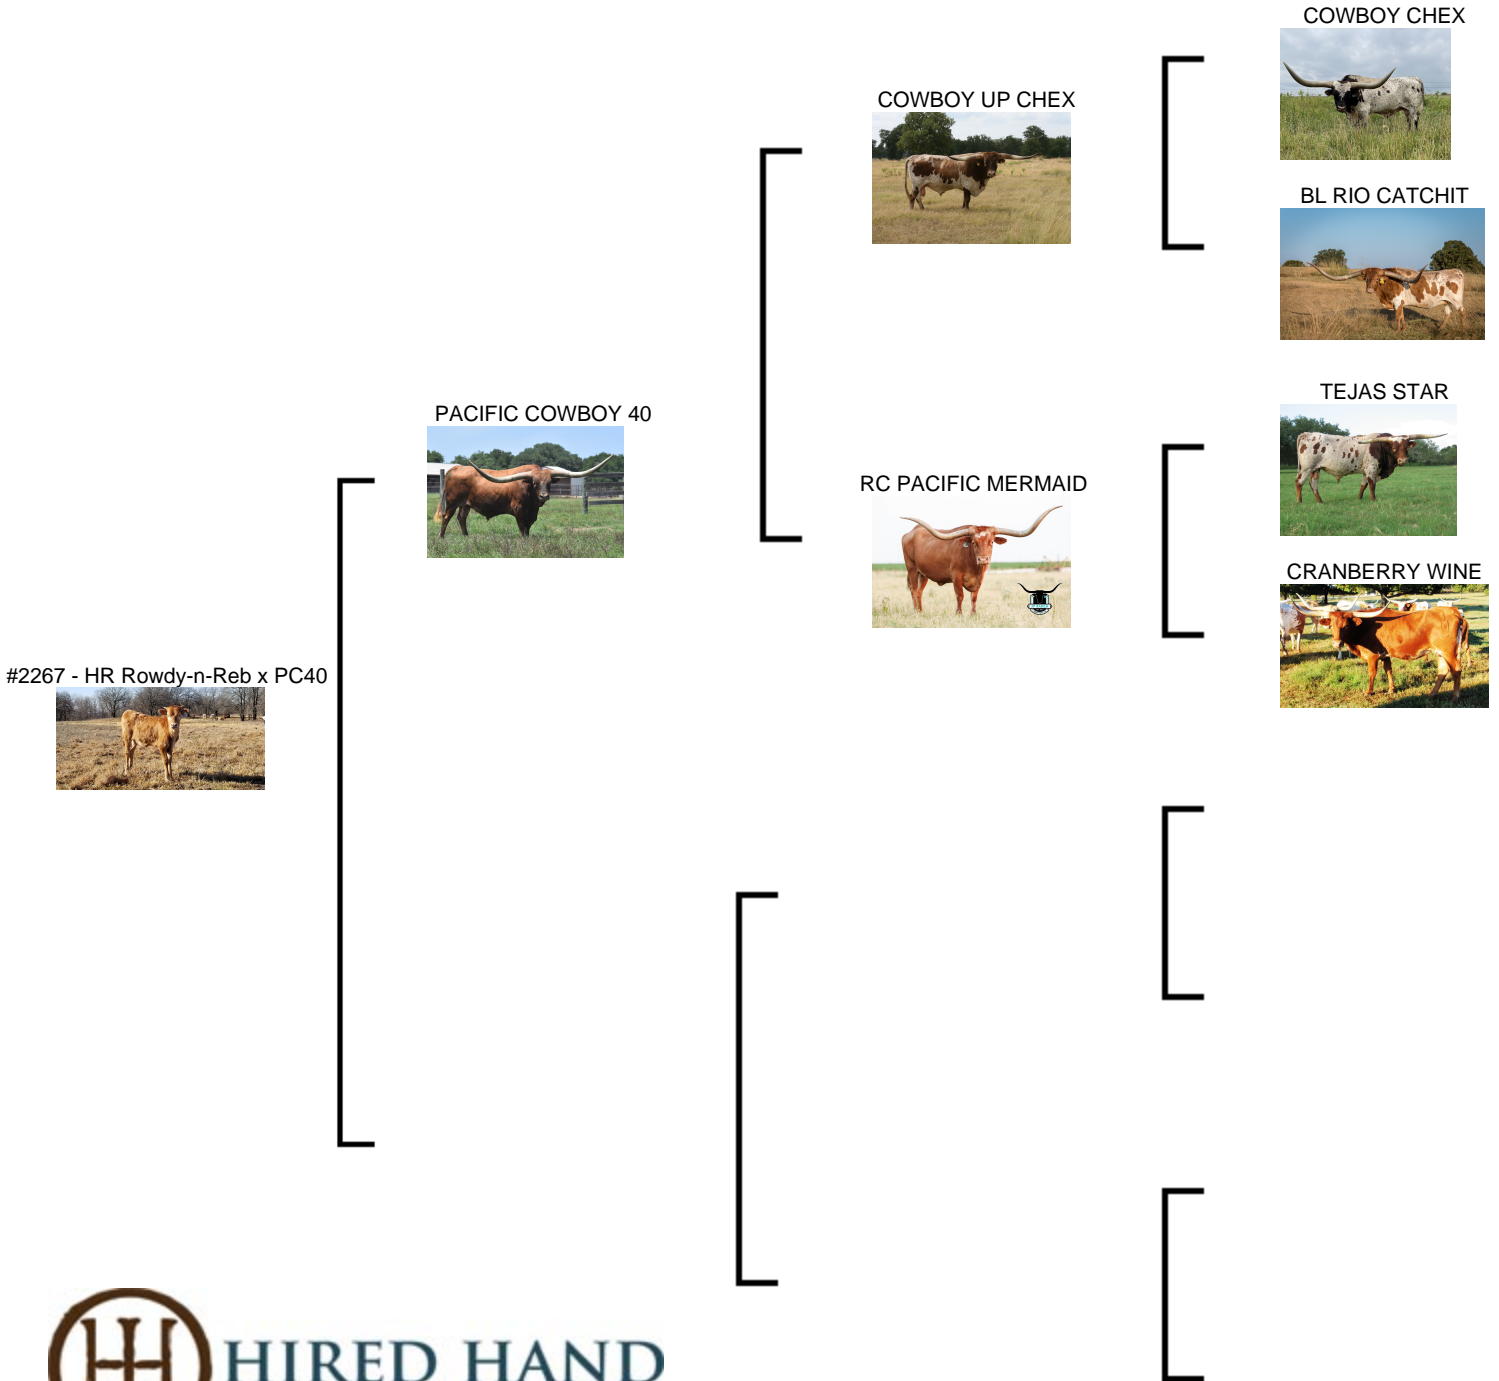 COWBOY CHEX
COWBOY UP CHEX
BL RIO CATCHIT
TEJAS STAR
PACIFIC COWBOY 40
RC PACIFIC MERMAID
CRANBERRY WINE
#2267 - HR Rowdy-n-Reb x PC40
HIRED HAND